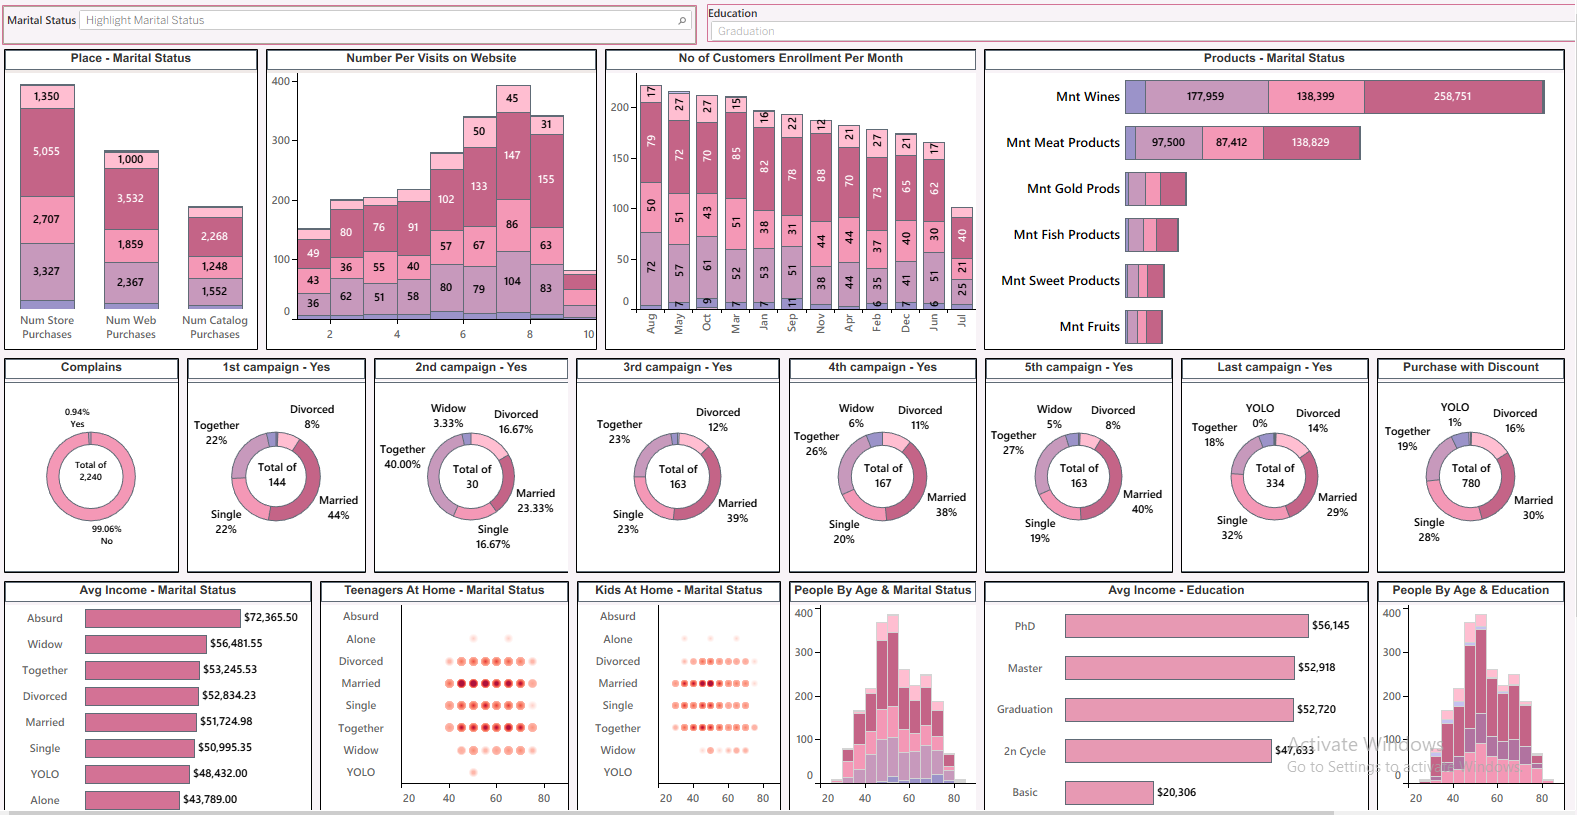 Marital Status
Highlight Marital Status
Education
Graduation
Place - Marital Status
1,350
5,055
2,707
3,327
1,000
3,532
1,859
2,367
2,268
1,248
1,552
Num Store Purchases
Num Web Purchases
Num Catalog Purchases
Number Per Visits on Website
400
300
200
100
0
49
43
36
80
36
62
76
55
51
91
40
58
102
57
80
50
133
67
79
45
147
86
104
31
155
63
83
2
4
6
8
10
No of Customers Enrollment Per Month
200
150
100
50
0
17
79
50
72
27
72
51
57
7
27
70
43
61
9
15
85
51
52
7
16
82
38
53
7
22
78
31
51
11
12
88
44
38
21
70
44
44
27
73
37
35
6
21
65
40
41
7
17
62
30
51
6
40
21
25
Aug
May
Oct
Mar
Jan
Sep
Nov
Apr
Feb
Dec
Jun
Jul
Products - Marital Status
Mnt Wines
177,959
138,399
258,751
Mnt Meat Products
97,500
87,412
138,829
Mnt Gold Prods
Mnt Fish Products
Mnt Sweet Products
Mnt Fruits
Complains
0.94%
Yes
Total of
2,240
99.06%
No
1st campaign - Yes
Divorced
8%
Together
22%
Total of
144
Married
44%
Single
22%
2nd campaign - Yes
Widow
3.33%
Divorced
16.67%
Together
40.00%
Total of
30
Married
23.33%
Single
16.67%
3rd campaign - Yes
Divorced
12%
Together
23%
Total of
163
Married
39%
Single
23%
4th campaign - Yes
Widow
6%
Divorced
11%
Together
26%
Total of
167
Married
38%
Single
20%
5th campaign - Yes
Widow
5%
Divorced
8%
Together
27%
Total of
163
Married
40%
Single
19%
Last campaign - Yes
YOLO
0%
Divorced
14%
Together
18%
Total of
334
Married
29%
Single
32%
Purchase with Discount
YOLO
1%
Divorced
16%
Together
19%
Total of
780
Married
30%
Single
28%
Avg Income - Marital Status
Absurd
$72,365.50
Widow
$56,481.55
Together
$53,245.53
Divorced
$52,834.23
Married
$51,724.98
Single
$50,995.35
YOLO
$48,432.00
Alone
$43,789.00
Teenagers At Home - Marital Status
Absurd
Alone
Divorced
Married
Single
Together
Widow
YOLO
20
40
60
80
Kids At Home - Marital Status
Absurd
Alone
Divorced
Married
Single
Together
Widow
YOLO
20
40
60
80
People By Age & Marital Status
400
300
200
100
0
20
40
60
80
Avg Income - Education
PhD
$56,145
Master
$52,918
Graduation
$52,720
2n Cycle
$47,633
Basic
$20,306
People By Age & Education
400
300
200
100
0
20
40
60
80
Activate Windows
Go to Settings to activate Windows.